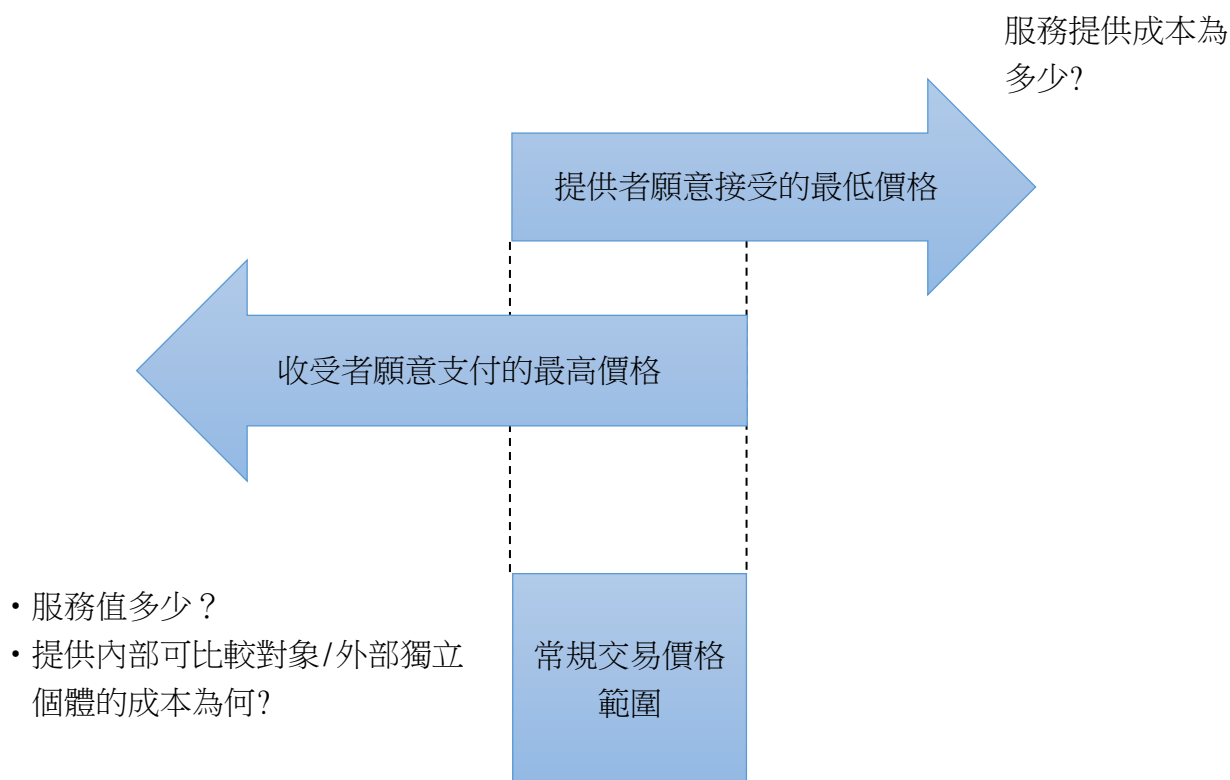 服務提供成本為
多少?
提供者願意接受的最低價格
收受者願意支付的最高價格
・服務值多少？
・提供內部可比較對象/外部獨立
個體的成本為何?
常規交易價格
範圍